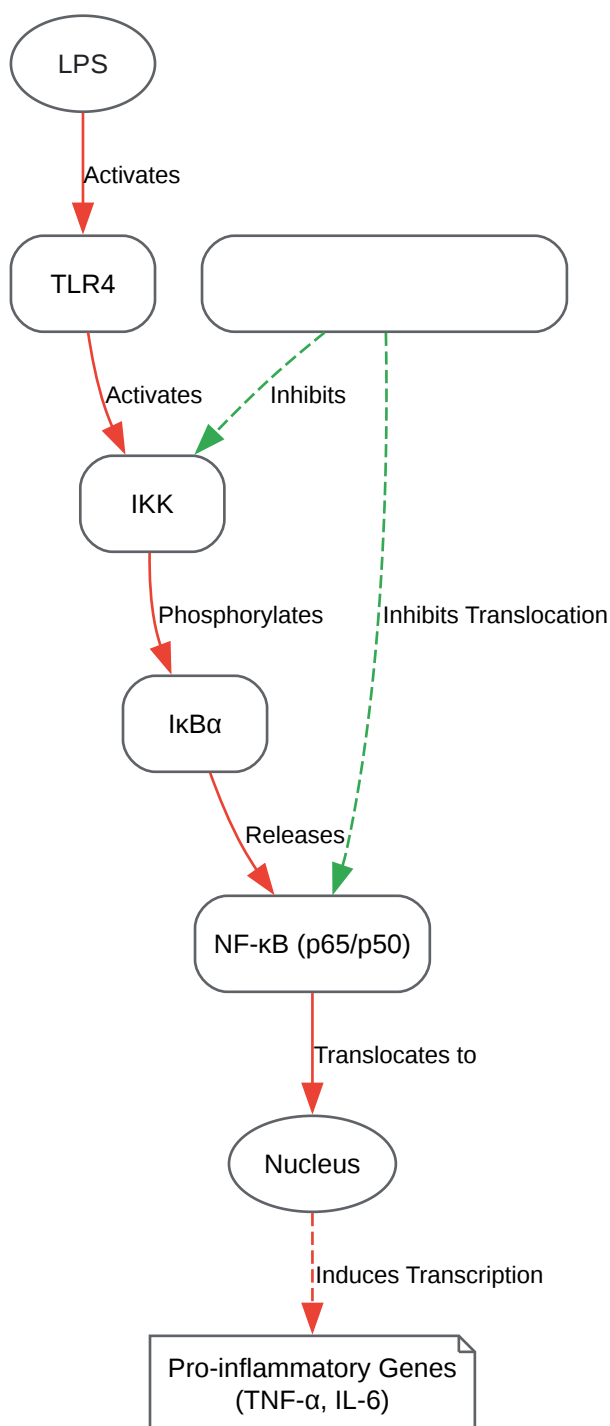 LPS
Activates
TLR4
Activates
Inhibits
IKK
Phosphorylates
Inhibits Translocation
IκBα
Releases
NF-κB (p65/p50)
Translocates to
Nucleus
Induces Transcription
Pro-inflammatory Genes
(TNF-α, IL-6)